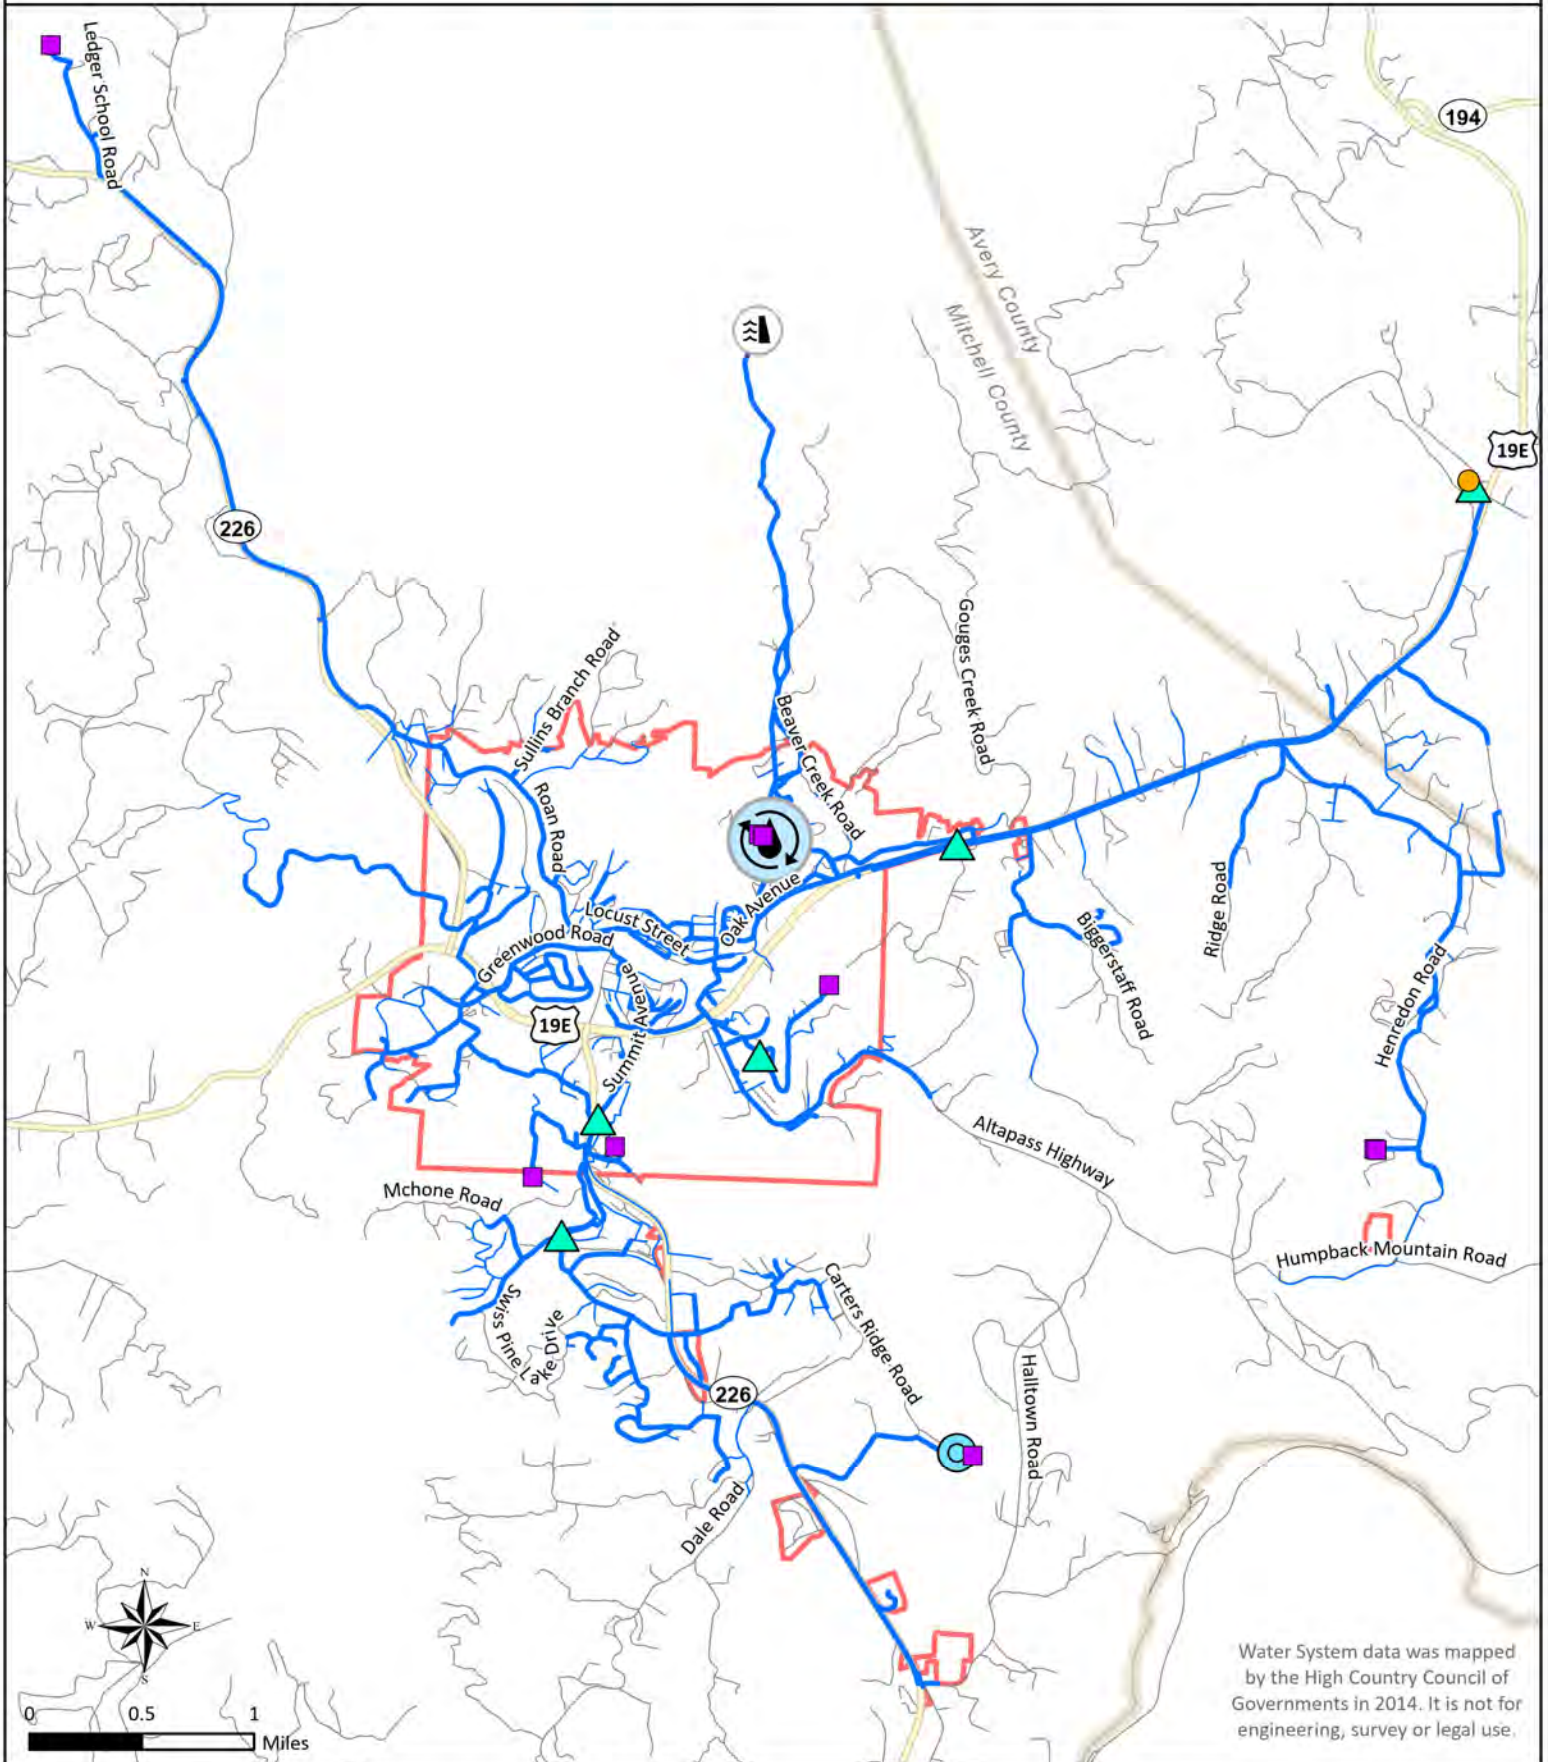 Ledger School Road
194
Avery County
Mitchell County
19E
226
Gouges Creek Road
Sullins Branch Road
Beaver Creek Road
Roan Road
Oak Avenue
Locust Street
Greenwood Road
Summit Avenue
Biggerstaff Road
Ridge Road
Henredon Road
19E
Altapass Highway
Mchone Road
Humpback Mountain Road
Swiss Pine Lake Drive
Carters Ridge Road
Halltown Road
226
Dale Road
N
W E
S
0 0.5 1
Miles
Water System data was mapped
by the High Country Council of
Governments in 2014. It is not for
engineering, survey or legal use.